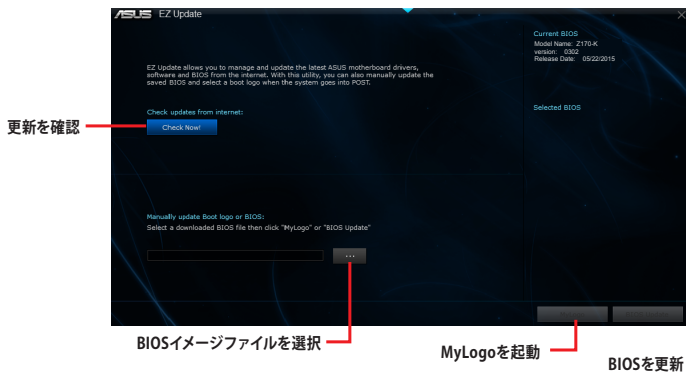 ASUS EZ Update
Current BIOS
Model Name: Z170-K
version: 0302
Release Date: 05/22/2015
EZ Update allows you to manage and update the latest ASUS motherboard drivers,
software and BIOS from the internet. With this utility, you can also manually update the
saved BIOS and select a boot logo when the system goes into POST.
Check updates from internet:
Selected BIOS
更新を確認
Check Now!
Manually update Boot logo or BIOS:
Select a downloaded BIOS file then click "MyLogo" or "BIOS Update"
...
BIOSイメージファイルを選択
MyLogoを起動
BIOSを更新